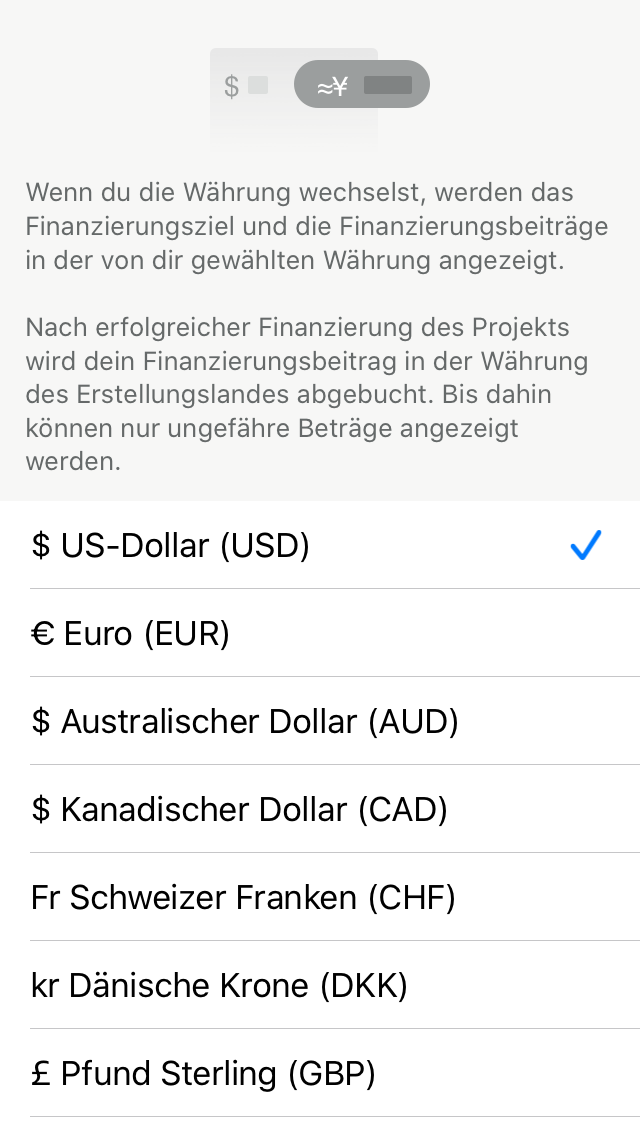 $ ≈¥
Wenn du die Währung wechselst, werden das
Finanzierungsziel und die Finanzierungsbeiträge
in der von dir gewählten Währung angezeigt.
Nach erfolgreicher Finanzierung des Projekts
wird dein Finanzierungsbeitrag in der Währung
des Erstellungslandes abgebucht. Bis dahin
können nur ungefähre Beträge angezeigt
werden.
$ US-Dollar (USD)
€ Euro (EUR)
$ Australischer Dollar (AUD)
$ Kanadischer Dollar (CAD)
Fr Schweizer Franken (CHF)
kr Dänische Krone (DKK)
£ Pfund Sterling (GBP)